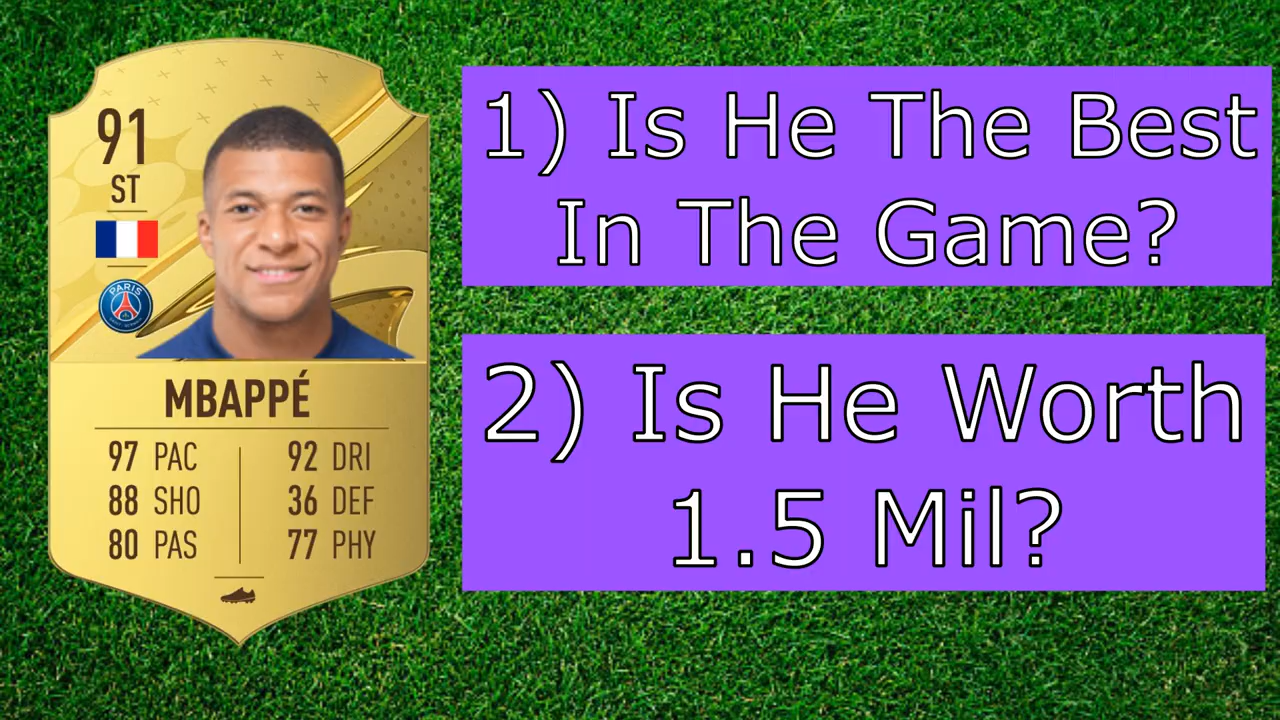 91
ST
PARIS
MBAPPÉ
97 PAC
92 DRI
88 SHO
36 DEF
80 PAS
77 PHY
1) Is He The Best
In The Game?
2) Is He Worth
1.5 Mil?